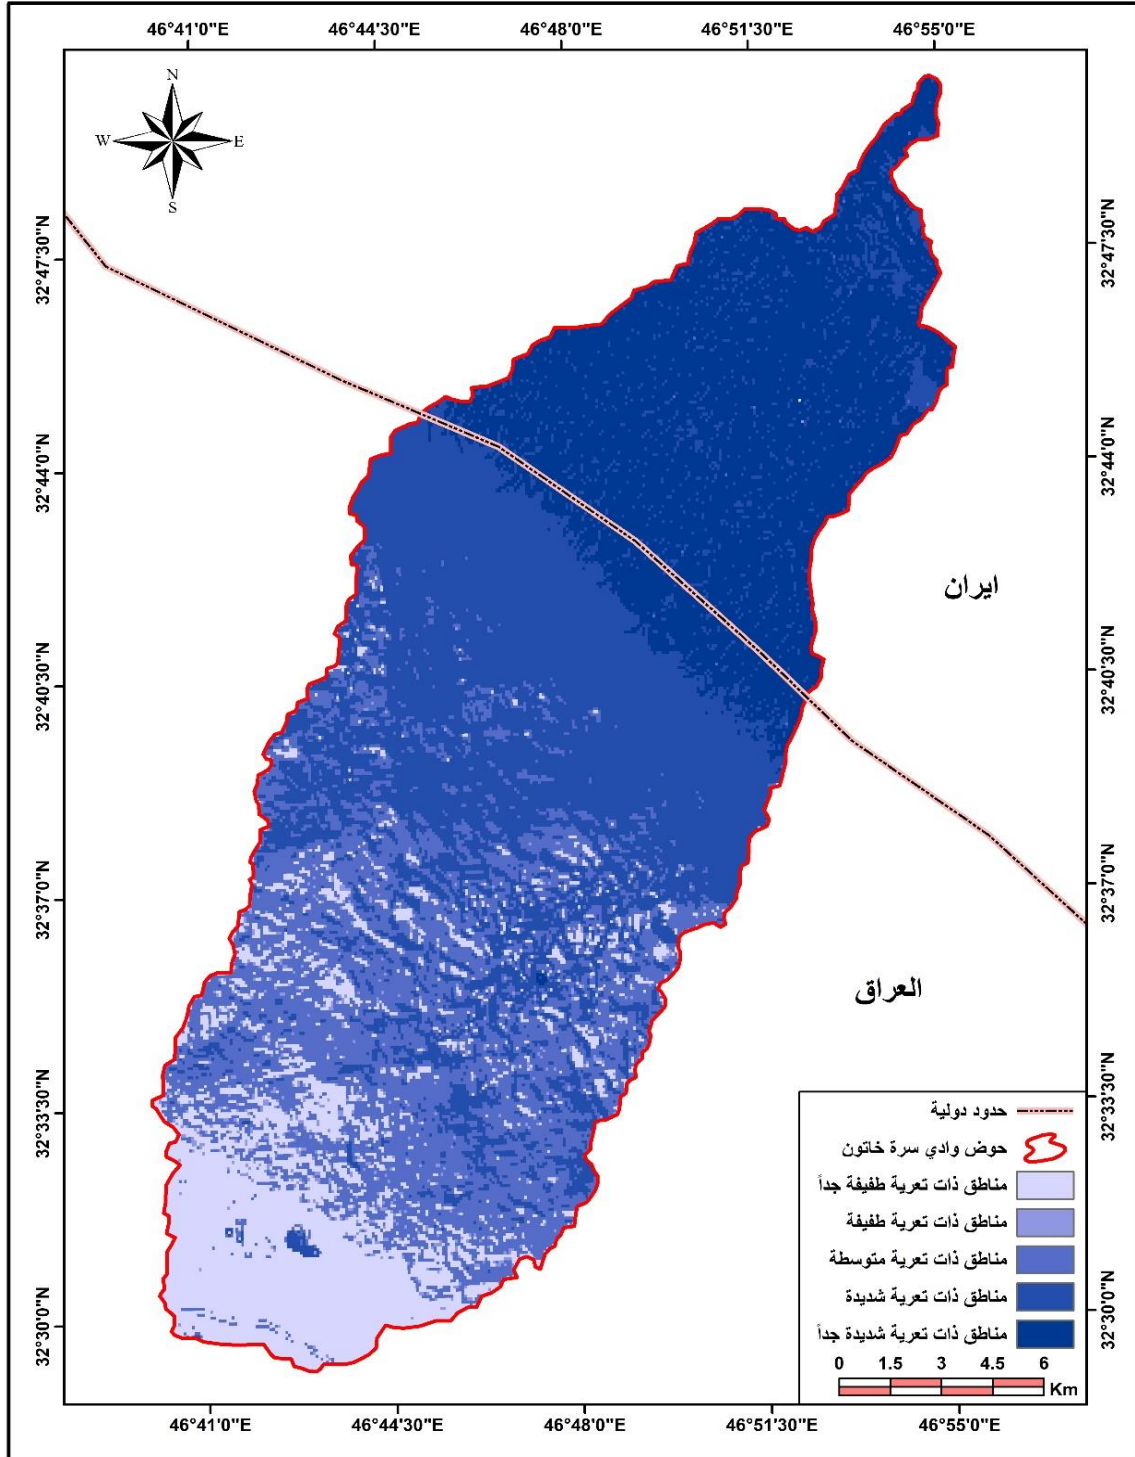 46°41'0"E 46°44'30"E 46°48'0"E 46°51'30"E 46°55'0"E
N
W E
S
32°47'30"N 32°47'30"N
32°44'0"N 32°44'0"N
ايران
32°40'30"N 32°40'30"N
32°37'0"N 32°37'0"N
العراق
32°33'30"N 32°33'30"N
حدود دولية
حوض وادي سرة خاتون
مناطق ذات تعرية طفيفة جداً
مناطق ذات تعرية طفيفة
مناطق ذات تعرية متوسطة
مناطق ذات تعرية شديدة
مناطق ذات تعرية شديدة جداً
32°30'0"N 32°30'0"N
0 1.5 3 4.5 6
Km
46°41'0"E 46°44'30"E 46°48'0"E 46°51'30"E 46°55'0"E